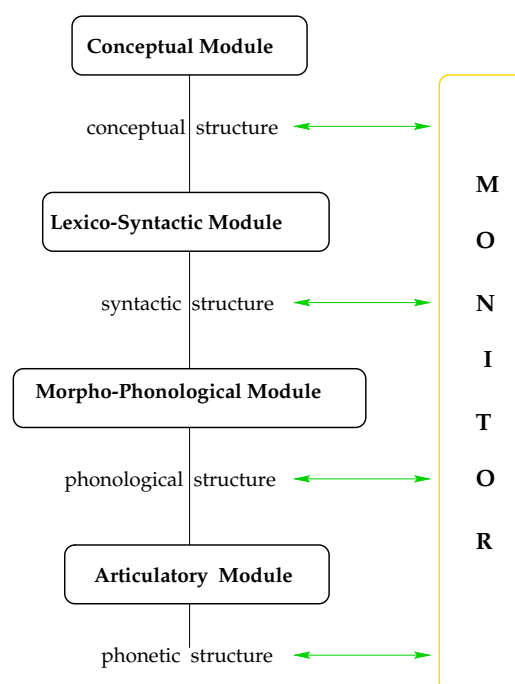 Conceptual Module
conceptual structure
Lexico-Syntactic Module
syntactic structure
Morpho-Phonological Module
phonological structure
Articulatory Module
phonetic structure
M
O
N
I
T
O
R